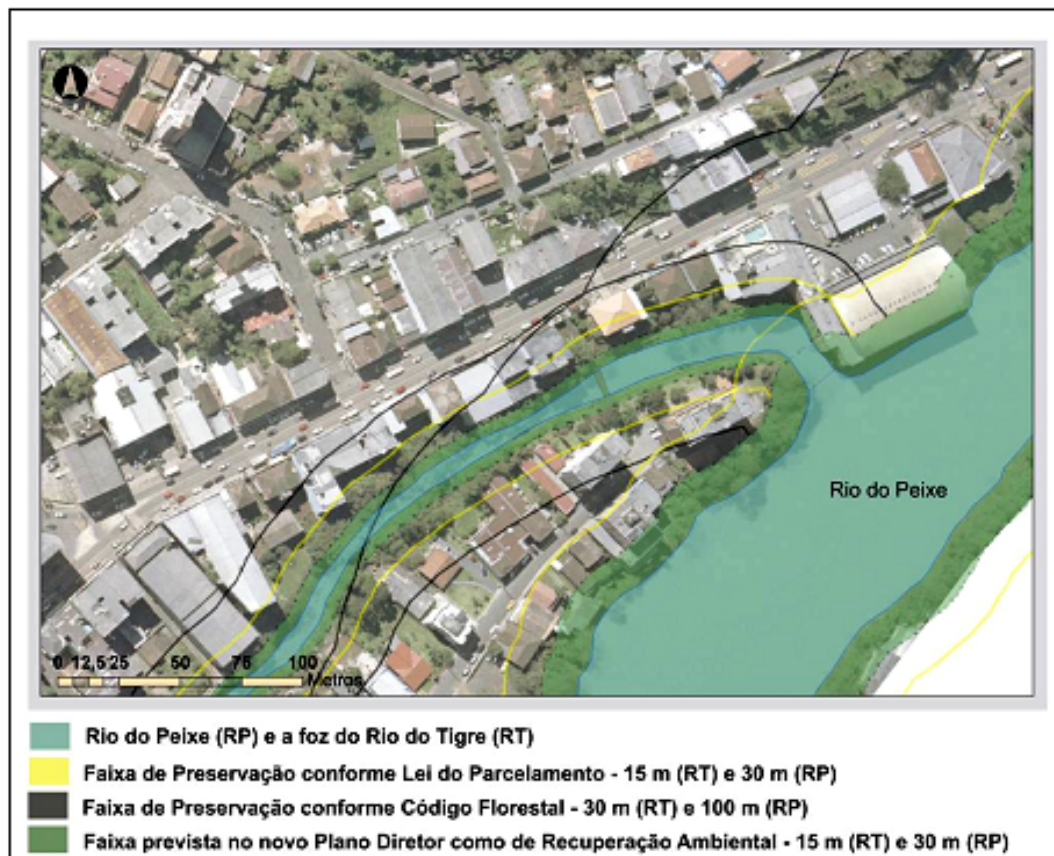 Rio do Peixe
0 12,5 25 50 75 100
Metros
Rio do Peixe (RP) e a foz do Rio do Tigre (RT)
Faixa de Preservação conforme Lei do Parcelamento - 15 m (RT) e 30 m (RP)
Faixa de Preservação conforme Código Florestal - 30 m (RT) e 100 m (RP)
Faixa prevista no novo Plano Diretor como de Recuperação Ambiental - 15 m (RT) e 30 m (RP)